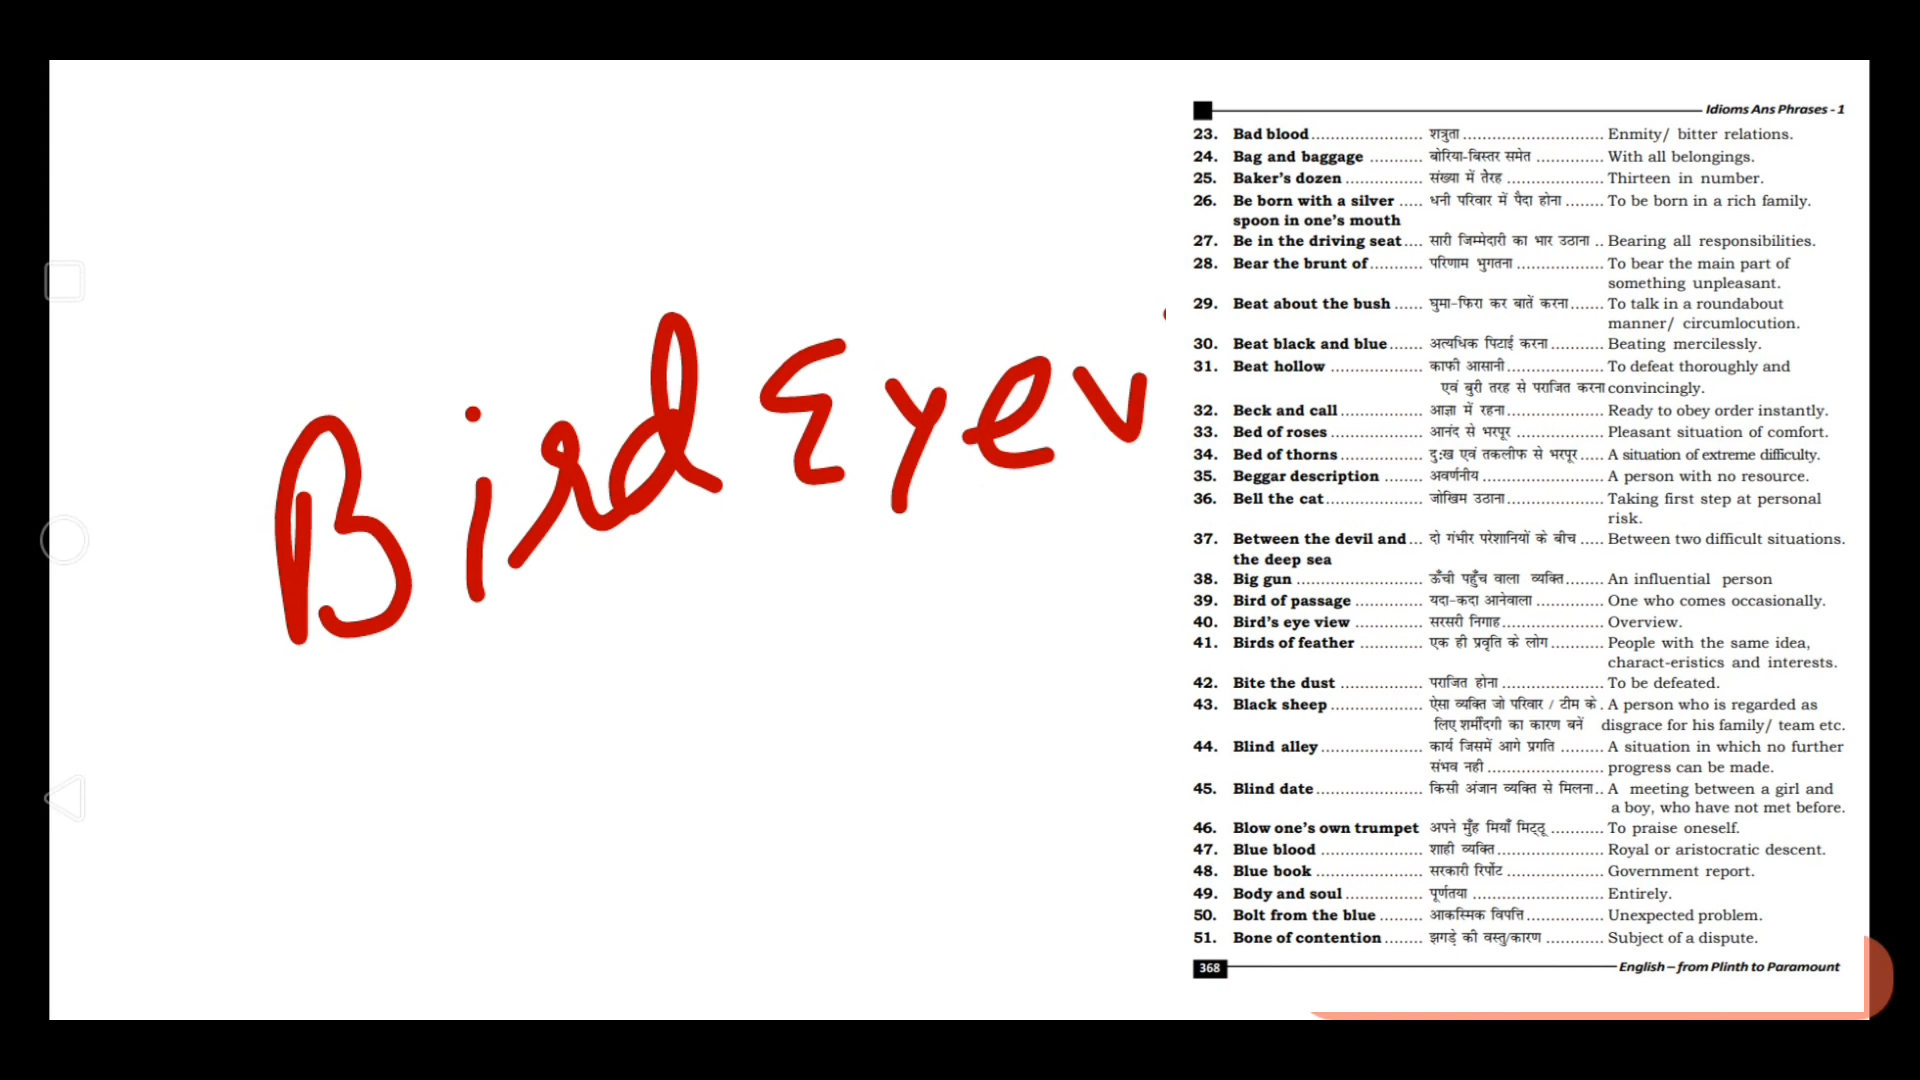 Bird Eye v
Idioms Ans Phrases - 1
23. Bad blood ....................... शत्रुता ............................. Enmity/ bitter relations.
24. Bag and baggage ........... बोरिया-बिस्तर समेत .............. With all belongings.
25. Baker's dozen ................ संख्या में तेरह .................... Thirteen in number.
26. Be born with a silver ..... धनी परिवार में पैदा होना ........ To be born in a rich family.
spoon in one's mouth
27. Be in the driving seat .... सारी जिम्मेदारी का भार उठाना .. Bearing all responsibilities.
28. Bear the brunt of ........... परिणाम भुगतना .................. To bear the main part of
something unpleasant.
29. Beat about the bush ...... घुमा-फिरा कर बातें करना ....... To talk in a roundabout
manner/ circumlocution.
30. Beat black and blue ....... अत्यधिक पिटाई करना ........... Beating mercilessly.
31. Beat hollow ................... काफी आसानी .................... To defeat thoroughly and
एवं बुरी तरह से पराजित करना convincingly.
32. Beck and call ................. आज्ञा में रहना .................... Ready to obey order instantly.
33. Bed of roses .................... आनंद से भरपूर .................. Pleasant situation of comfort.
34. Bed of thorns ................. दु:ख एवं तकलीफ से भरपूर ..... A situation of extreme difficulty.
35. Beggar description ........ अवर्णनीय ......................... A person with no resource.
36. Bell the cat .................... जोखिम उठाना .................... Taking first step at personal
risk.
37. Between the devil and ... दो गंभीर परेशानियों के बीच ..... Between two difficult situations.
the deep sea
38. Big gun .......................... ऊँची पहुँच वाला व्यक्ति ........ An influential person
39. Bird of passage .............. यदा-कदा आनेवाला .............. One who comes occasionally.
40. Bird's eye view .............. सरसरी निगाह ..................... Overview.
41. Birds of feather ............. एक ही प्रवृति के लोग ........... People with the same idea,
charact-eristics and interests.
42. Bite the dust ................. पराजित होना ..................... To be defeated.
43. Black sheep ................... ऐसा व्यक्ति जो परिवार / टीम के . A person who is regarded as
लिए शर्मीदगी का कारण बनें disgrace for his family/ team etc.
44. Blind alley ..................... कार्य जिसमें आगे प्रगति ......... A situation in which no further
संभव नही ........................ progress can be made.
45. Blind date ...................... किसी अंजान व्यक्ति से मिलना .. A meeting between a girl and
a boy, who have not met before.
46. Blow one's own trumpet अपने मुँह मियाँ मिट्ठू ........... To praise oneself.
47. Blue blood ..................... शाही व्यक्ति ...................... Royal or aristocratic descent.
48. Blue book ...................... सरकारी रिर्पोट .................... Government report.
49. Body and soul ................ पूर्णतया ........................... Entirely.
50. Bolt from the blue ......... आकस्मिक विपत्ति ................ Unexpected problem.
51. Bone of contention ........ झगड़े की वस्तु/कारण ............ Subject of a dispute.
368 English – from Plinth to Paramount